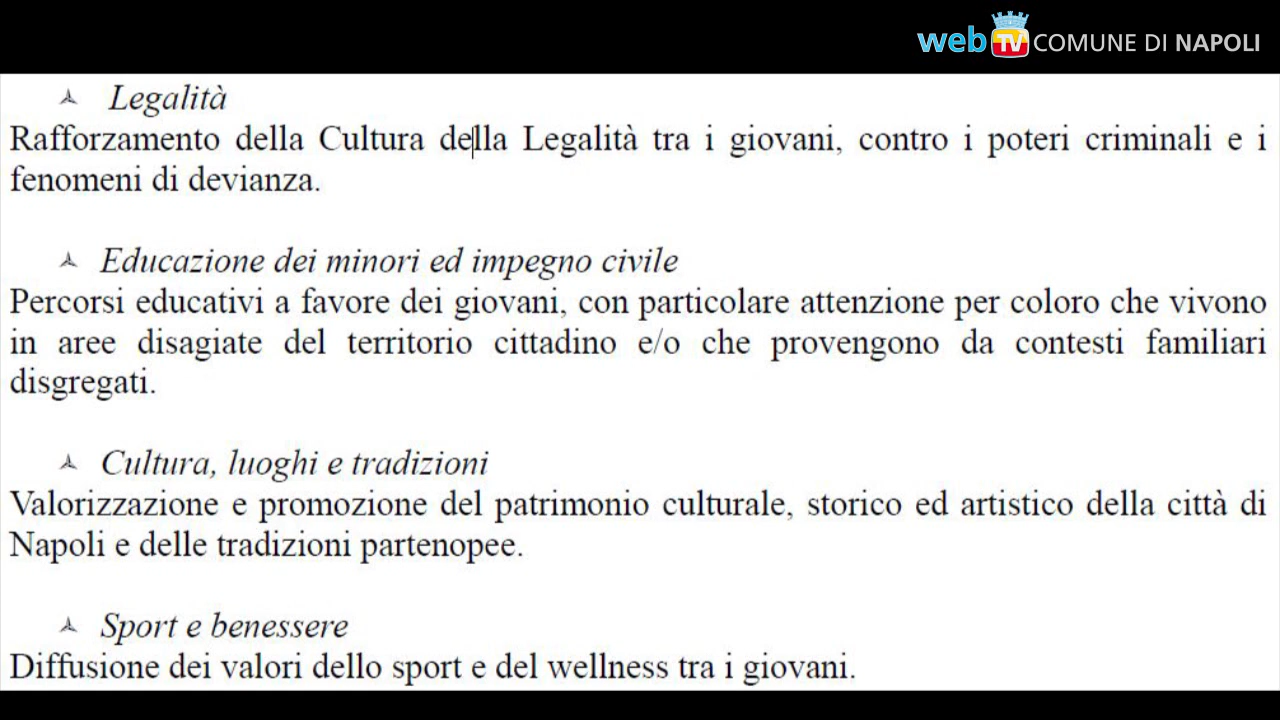 web TV COMUNE DI NAPOLI
Legalità
Rafforzamento della Cultura della Legalità tra i giovani, contro i poteri criminali e i
fenomeni di devianza.
Educazione dei minori ed impegno civile
Percorsi educativi a favore dei giovani, con particolare attenzione per coloro che vivono
in aree disagiate del territorio cittadino e/o che provengono da contesti familiari
disgregati.
Cultura, luoghi e tradizioni
Valorizzazione e promozione del patrimonio culturale, storico ed artistico della città di
Napoli e delle tradizioni partenopee.
Sport e benessere
Diffusione dei valori dello sport e del wellness tra i giovani.